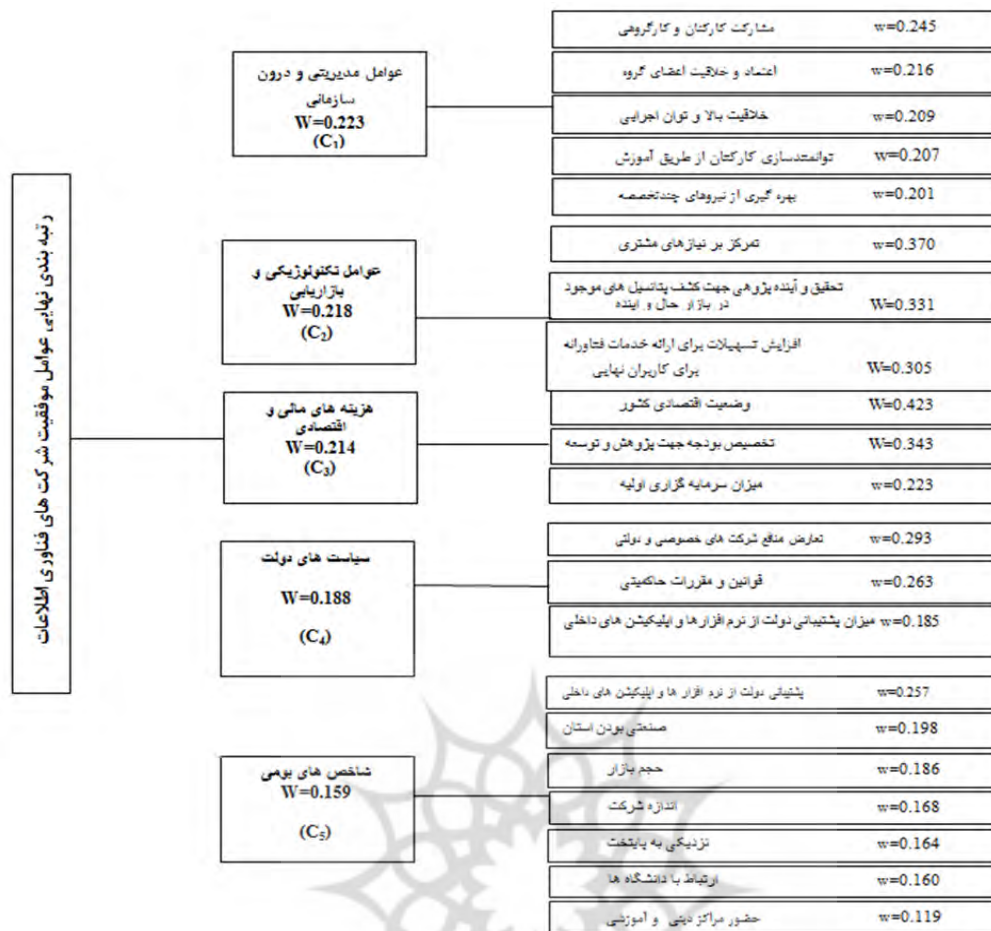 رتبه بندی نهایی عوامل موفقیت شرکت های فناوری اطلاعات
عوامل مدیریتی و درون
سازمانی
W=0.223
(C₁)
مشارکت کارکنان و کارگروهی w=0.245
اعتماد و خلاقیت اعضای گروه w=0.216
خلاقیت بالا و توان اجرایی w=0.209
توانمندسازی کارکنان از طریق آموزش w=0.207
بهره گیری از نیروهای چندتخصصه w=0.201
عوامل تکنولوژیکی و
بازاریابی
W=0.218
(C₂)
تمرکز بر نیازهای مشتری w=0.370
تحقیق و آینده پژوهی جهت کشف پتانسیل های موجود
در بازار حال و آینده W=0.331
افزایش تسهیلات برای ارائه خدمات فناورانه
برای کاربران نهایی W=0.305
هزینه های مالی و
اقتصادی
W=0.214
(C₃)
وضعیت اقتصادی کشور W=0.423
تخصیص بودجه جهت پژوهش و توسعه W=0.343
میزان سرمایه گزاری اولیه w=0.223
سیاست های دولت
W=0.188
(C₄)
تعارض منافع شرکت های خصوصی و دولتی w=0.293
قوانین و مقررات حاکمیتی w=0.263
میزان پشتیبانی دولت از نرم افزارها و اپلیکیشن های داخلی w=0.185
شاخص های بومی
W=0.159
(C₅)
پشتیبانی دولت از نرم افزار ها و اپلیکیشن های داخلی w=0.257
صنعتی بودن استان w=0.198
حجم بازار w=0.186
اندازه شرکت w=0.168
نزدیکی به پایتخت w=0.164
ارتباط با دانشگاه ها w=0.160
حضور مراکز دینی و آموزشی w=0.119